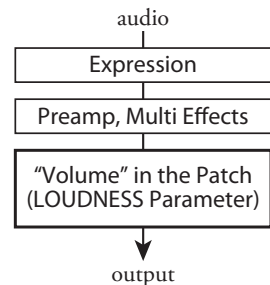 audio
Expression
Preamp, Multi Effects
“Volume” in the Patch
(LOUDNESS Parameter)
output